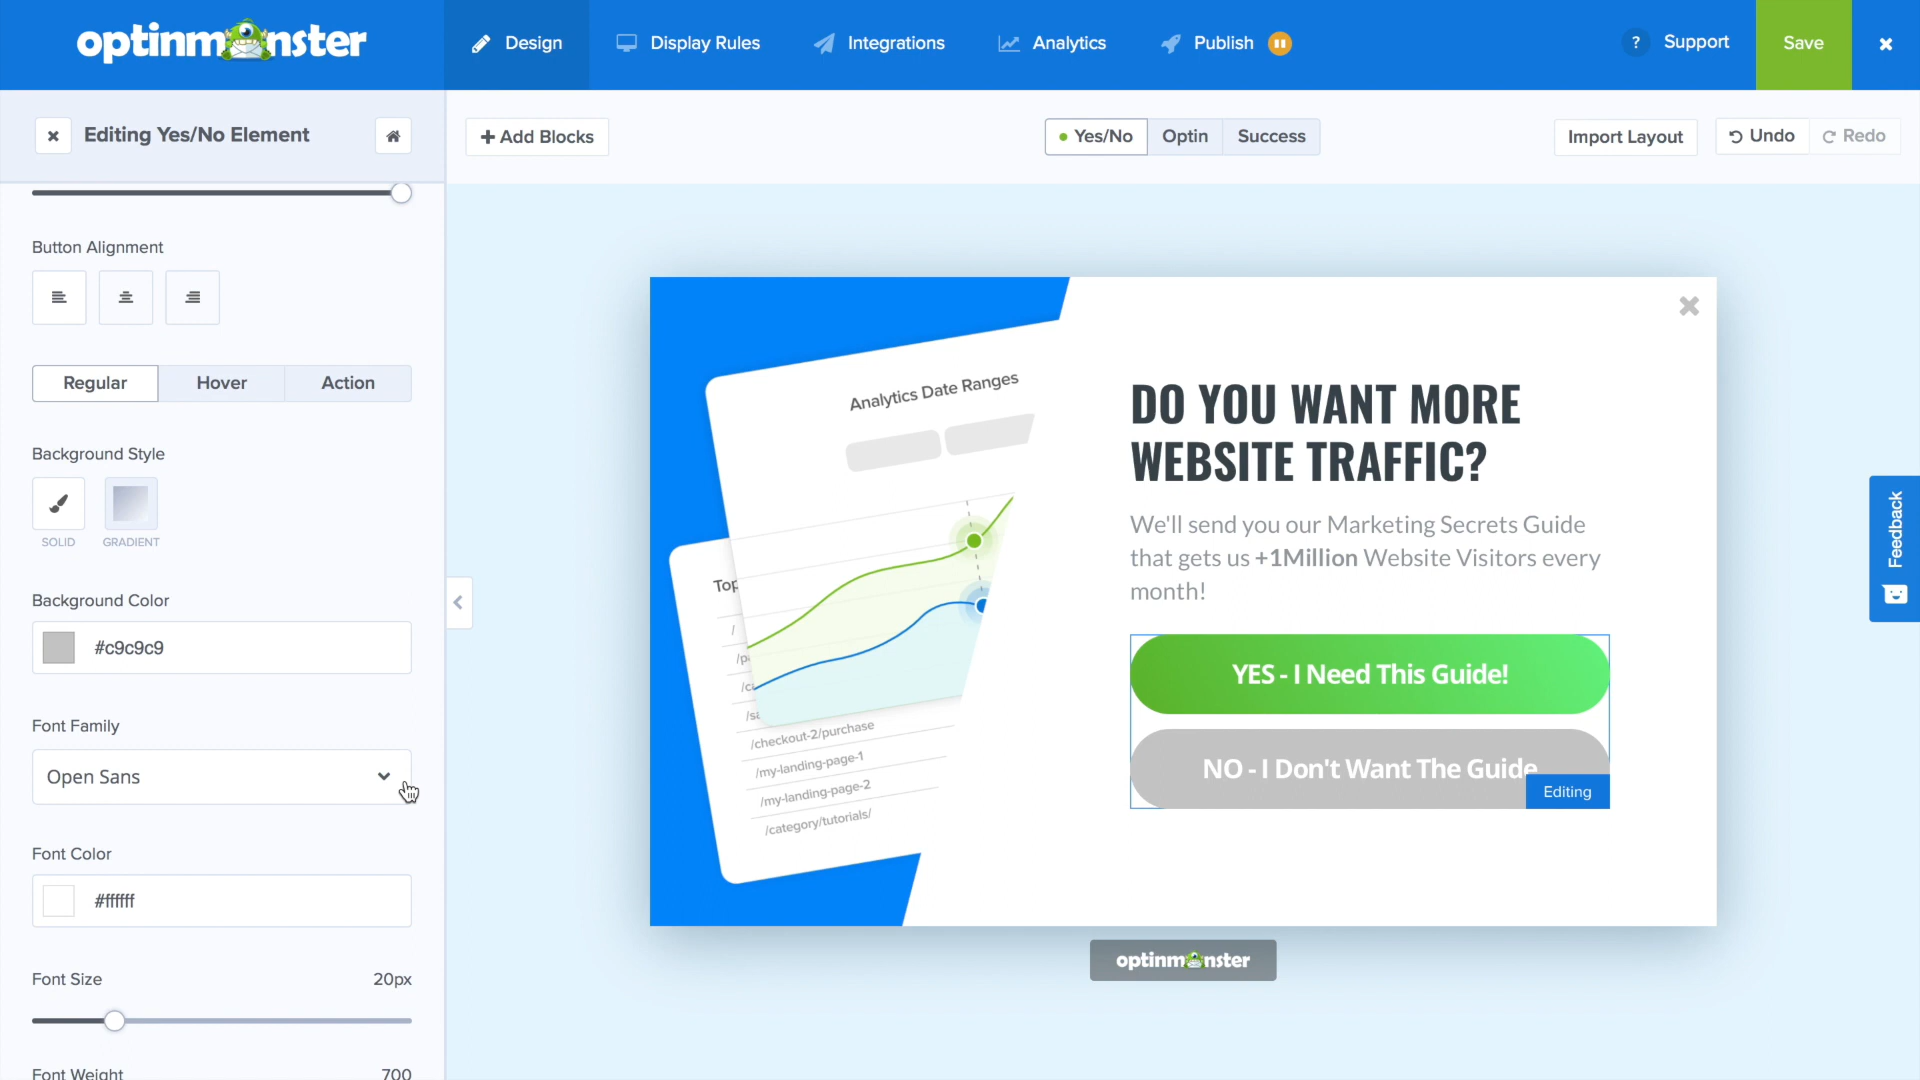 optinmonster
Design
Display Rules
Integrations
Analytics
Publish
? Support
Save
Editing Yes/No Element
+ Add Blocks
Yes/No
Optin
Success
Import Layout
Undo
Redo
Button Alignment
Regular
Hover
Action
Background Style
SOLID
GRADIENT
Background Color
#c9c9c9
Font Family
Open Sans
Font Color
#ffffff
Font Size
20px
Font Weight
700
Analytics Date Ranges
Top
/
/checkout-2/purchase
/my-landing-page-1
/my-landing-page-2
/category/tutorials/
DO YOU WANT MORE
WEBSITE TRAFFIC?
We'll send you our Marketing Secrets Guide
that gets us +1Million Website Visitors every
month!
YES - I Need This Guide!
NO - I Don't Want The Guide
Editing
optinmonster
Feedback